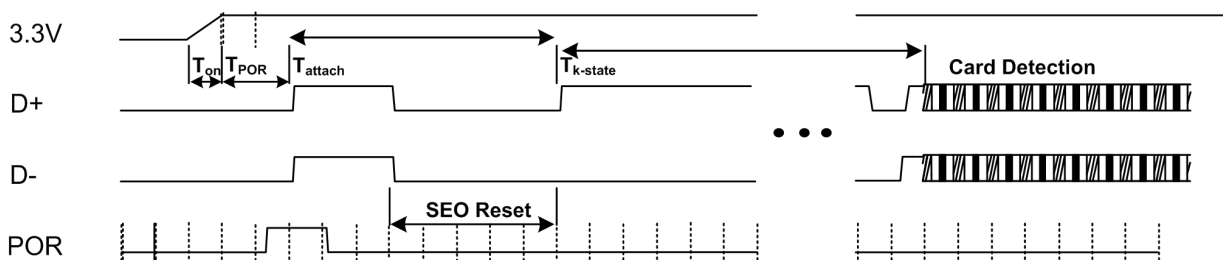 3.3V
Ton TPOR Tattach Tk-state
Card Detection
D+
D-
SEO Reset
POR